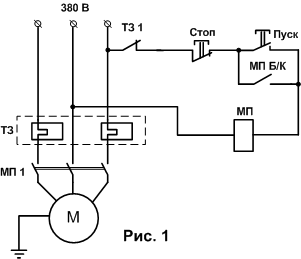 380 В
ТЗ 1
Стоп
Пуск
МП Б/К
МП
ТЗ
МП 1
М
Рис. 1